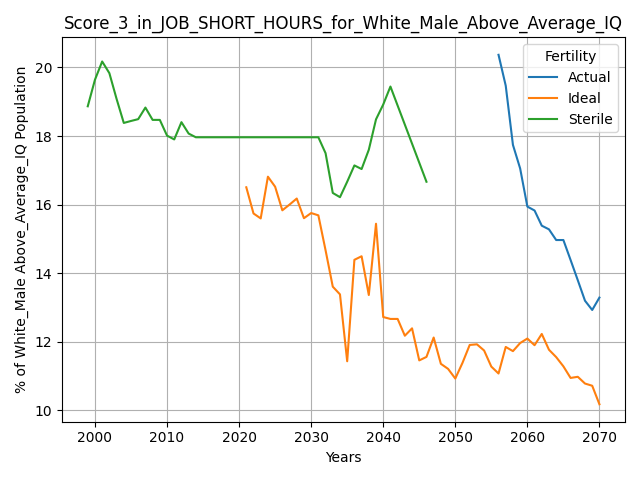 Score_3_in_JOB_SHORT_HOURS_for_White_Male_Above_Average_IQ
% of White_Male Above_Average_IQ Population
20
18
16
14
12
10
Fertility
Actual
Ideal
Sterile
2000 2010 2020 2030 2040 2050 2060 2070
Years